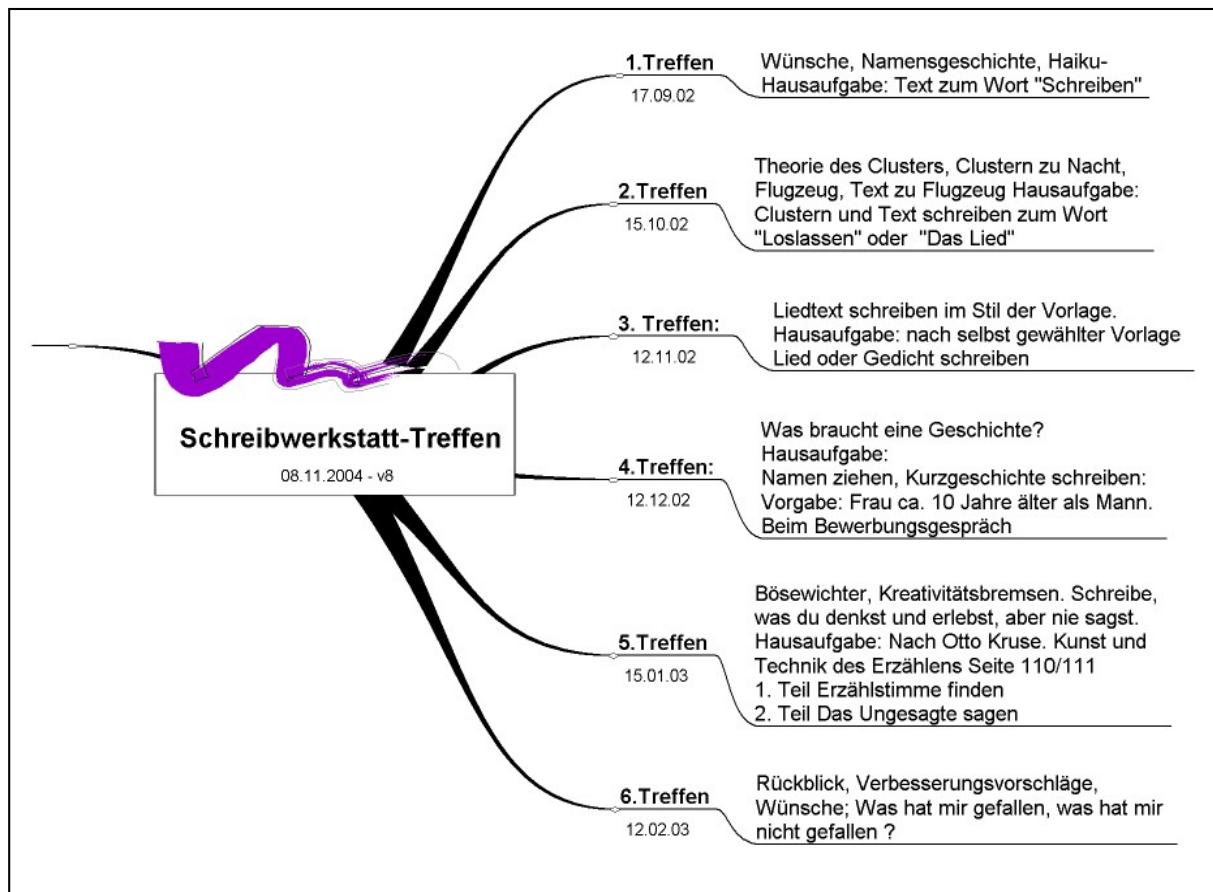 Schreibwerkstatt-Treffen
08.11.2004 - v8
1.Treffen
17.09.02
Wünsche, Namensgeschichte, Haiku-
Hausaufgabe: Text zum Wort "Schreiben"
2.Treffen
15.10.02
Theorie des Clusters, Clustern zu Nacht,
Flugzeug, Text zu Flugzeug Hausaufgabe:
Clustern und Text schreiben zum Wort
"Loslassen" oder "Das Lied"
3. Treffen:
12.11.02
Liedtext schreiben im Stil der Vorlage.
Hausaufgabe: nach selbst gewählter Vorlage
Lied oder Gedicht schreiben
4.Treffen:
12.12.02
Was braucht eine Geschichte?
Hausaufgabe:
Namen ziehen, Kurzgeschichte schreiben:
Vorgabe: Frau ca. 10 Jahre älter als Mann.
Beim Bewerbungsgespräch
5.Treffen
15.01.03
Bösewichter, Kreativitätsbremsen. Schreibe,
was du denkst und erlebst, aber nie sagst.
Hausaufgabe: Nach Otto Kruse. Kunst und
Technik des Erzählens Seite 110/111
1. Teil Erzählstimme finden
2. Teil Das Ungesagte sagen
6.Treffen
12.02.03
Rückblick, Verbesserungsvorschläge,
Wünsche; Was hat mir gefallen, was hat mir
nicht gefallen ?